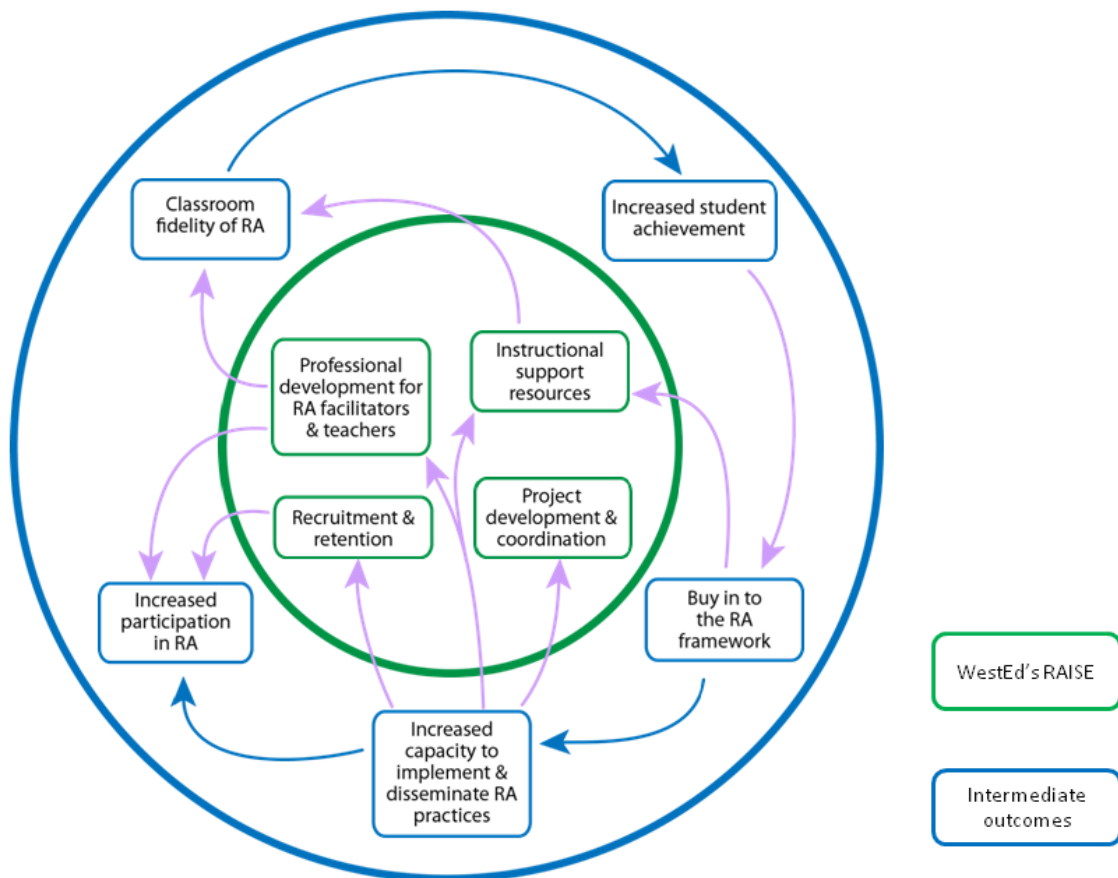 Classroom
fidelity of RA
Increased student
achievement
Professional
development for
RA facilitators
& teachers
Instructional
support
resources
Recruitment &
retention
Project
development &
coordination
Increased
participation
in RA
Buy in to
the RA
framework
Increased
capacity to
implement &
disseminate RA
practices
WestEd's RAISE
Intermediate
outcomes